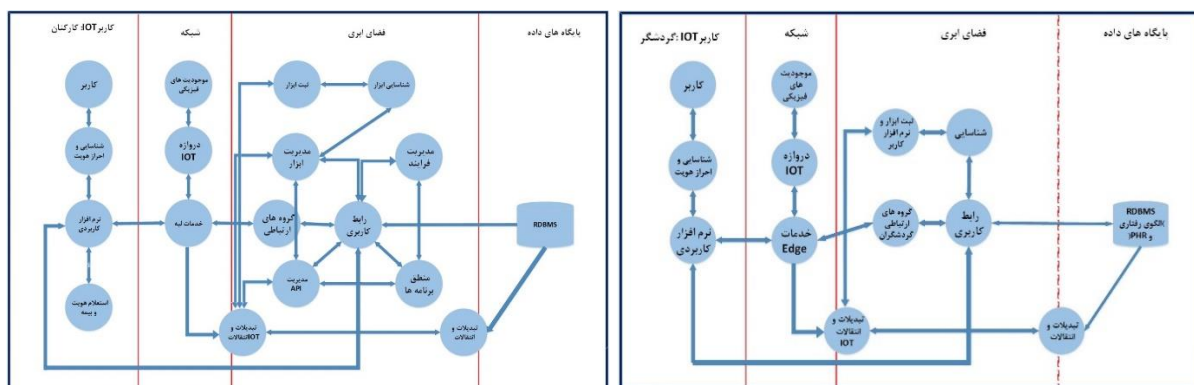 کاربر IOT: کارکنان
شبکه
فضای ابری
پایگاه های داده
کاربر
موجودیت های
فیزیکی
ثبت ابزار
شناسایی ابزار
شناسایی و
احراز هویت
دروازه
IOT
مدیریت
ابزار
مدیریت
فرایند
نرم افزار
کاربردی
خدمات لبه
گروه های
ارتباطی
رابط
کاربری
RDBMS
مدیریت
API
منطق
برنامه ها
استعلام هویت
و بیمه
تبدیلات و
انتقالات IOT
تبدیلات و
انتقالات
کاربر IOT: گردشگر
شبکه
فضای ابری
پایگاه های داده
کاربر
موجودیت
های
فیزیکی
ثبت ابزار و
نرم افزار
کاربر
شناسایی
شناسایی و
احراز هویت
دروازه
IOT
نرم افزار
کاربردی
خدمات
Edge
گروه های
ارتباطی
گردشگران
رابط
کاربری
RDBMS
(الگوی رفتاری
و PHR)
تبدیلات و
انتقالات
IOT
تبدیلات و
انتقالات